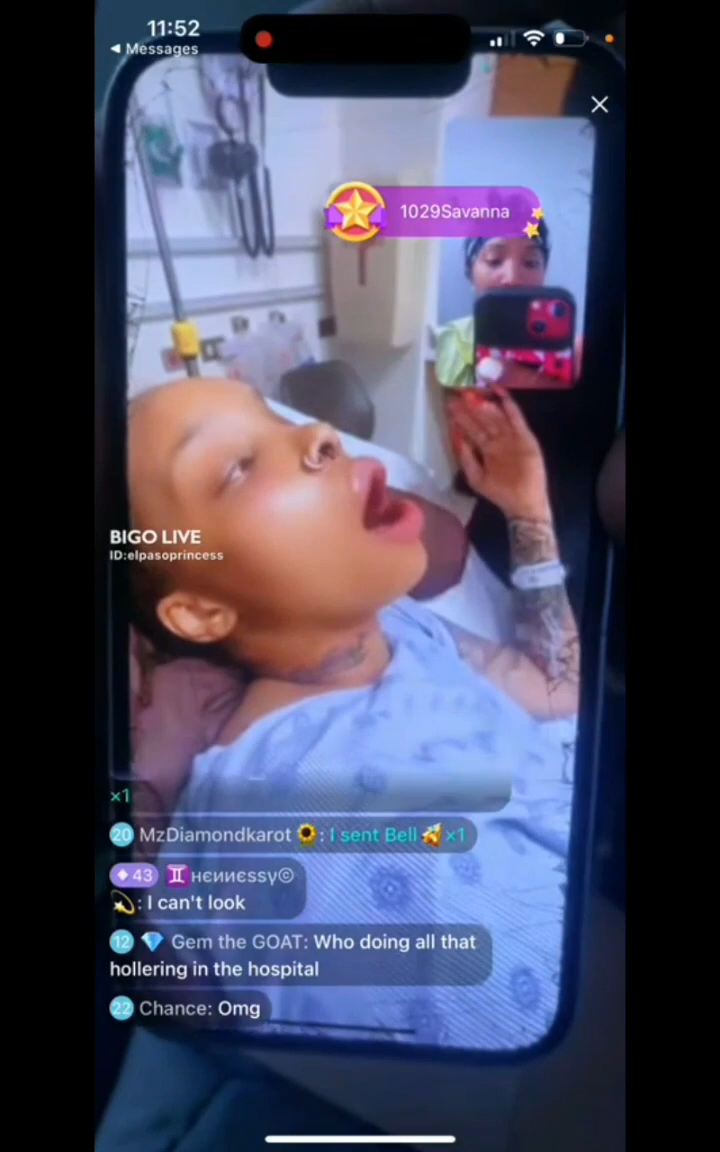 11:52
◀ Messages
1029Savanna
BIGO LIVE
ID:elpasoprincess
×1
20 MzDiamondkarot 🌻: I sent Bell ×1
43 ♊нєииєѕѕγ©
💫: I can't look
12 💎 Gem the GOAT: Who doing all that
hollering in the hospital
22 Chance: Omg